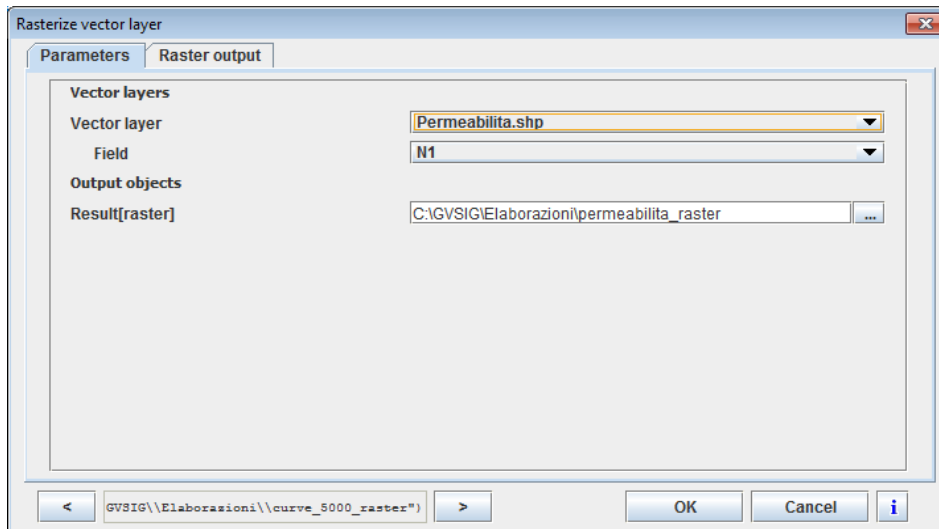 Rasterize vector layer
Parameters Raster output
Vector layers
Vector layer Permeabilita.shp
Field N1
Output objects
Result[raster] C:\GVSIG\Elaborazioni\permeabilita_raster ...
< GVSIG\\Elaborazioni\\curve_5000_raster") > OK Cancel i